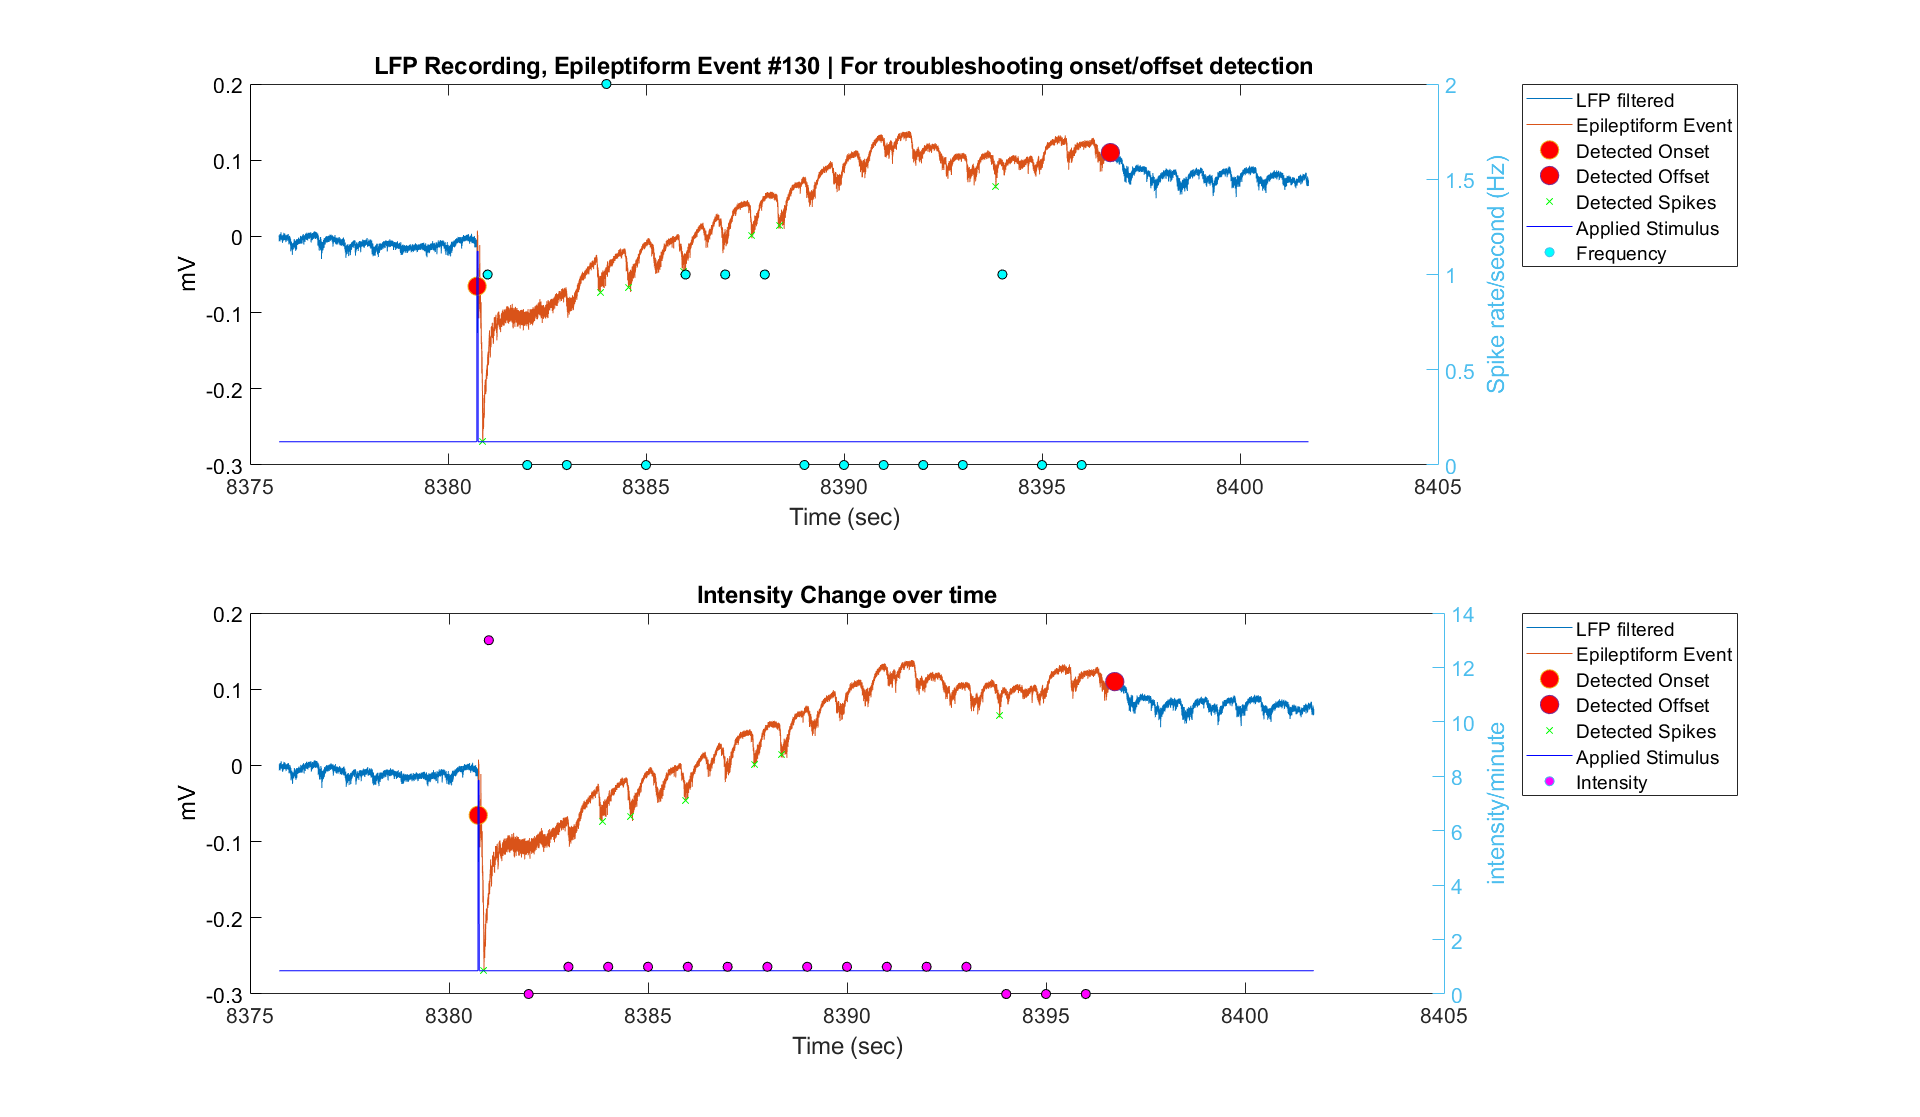 LFP Recording, Epileptiform Event #130 | For troubleshooting onset/offset detection
0.2
0.1
0
-0.1
-0.2
-0.3
mV
8375
8380
8385
8390
8395
8400
8405
Time (sec)
2
1.5
1
0.5
0
Spike rate/second (Hz)
LFP filtered
Epileptiform Event
Detected Onset
Detected Offset
Detected Spikes
Applied Stimulus
Frequency
Intensity Change over time
0.2
0.1
0
-0.1
-0.2
-0.3
mV
8375
8380
8385
8390
8395
8400
8405
Time (sec)
14
12
10
8
6
4
2
0
intensity/minute
LFP filtered
Epileptiform Event
Detected Onset
Detected Offset
Detected Spikes
Applied Stimulus
Intensity